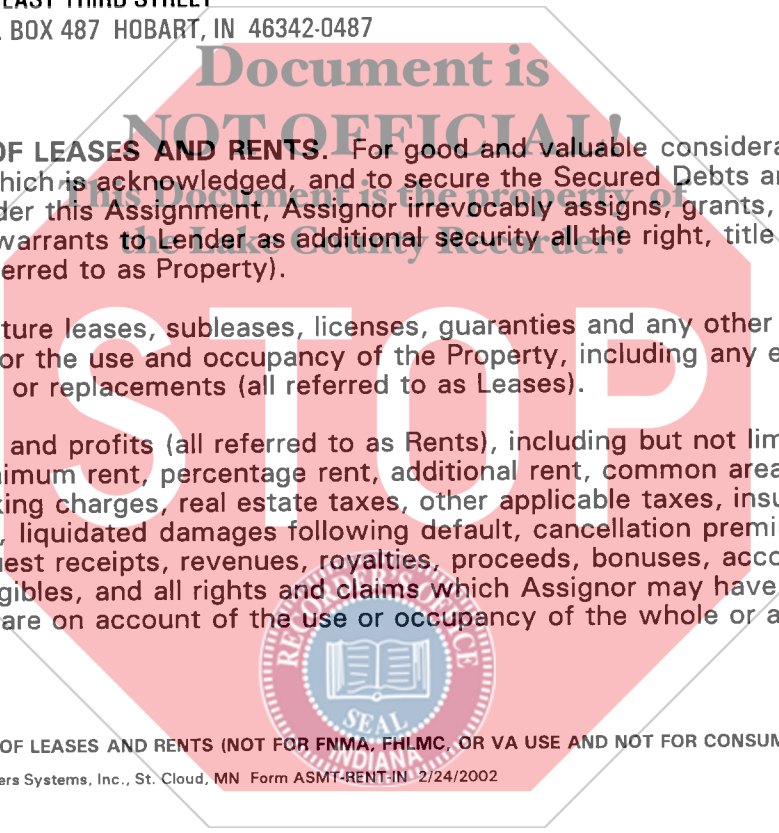 EAST THIRD STREET
. BOX 487 HOBART, IN 46342-0487
Document is
NOT OFFICIAL!
This Document is the property of
the Lake County Recorder!
OF LEASES AND RENTS. For good and valuable considera
hich is acknowledged, and to secure the Secured Debts an
der this Assignment, Assignor irrevocably assigns, grants,
warrants to Lender as additional security all the right, title
erred to as Property).
ture leases, subleases, licenses, guaranties and any other
or the use and occupancy of the Property, including any e
or replacements (all referred to as Leases).
STOP
and profits (all referred to as Rents), including but not lim
nimum rent, percentage rent, additional rent, common area
king charges, real estate taxes, other applicable taxes, insu
, liquidated damages following default, cancellation premi
uest receipts, revenues, royalties, proceeds, bonuses, acco
gibles, and all rights and claims which Assignor may have
are on account of the use or occupancy of the whole or a
RECORDER'S OFFICE
SEAL
INDIANA
OF LEASES AND RENTS (NOT FOR FNMA, FHLMC, OR VA USE AND NOT FOR CONSUM
ers Systems, Inc., St. Cloud, MN Form ASMT-RENT-IN 2/24/2002